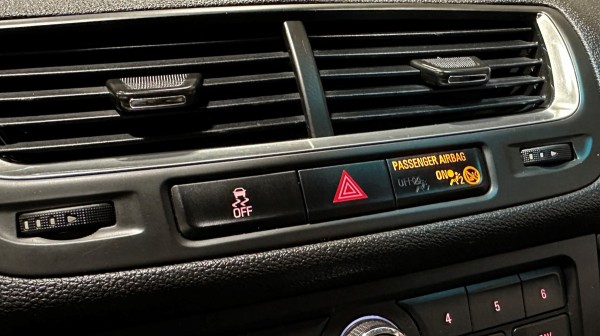 PASSENGER AIRBAG
OFF ON
OFF
4 5 6